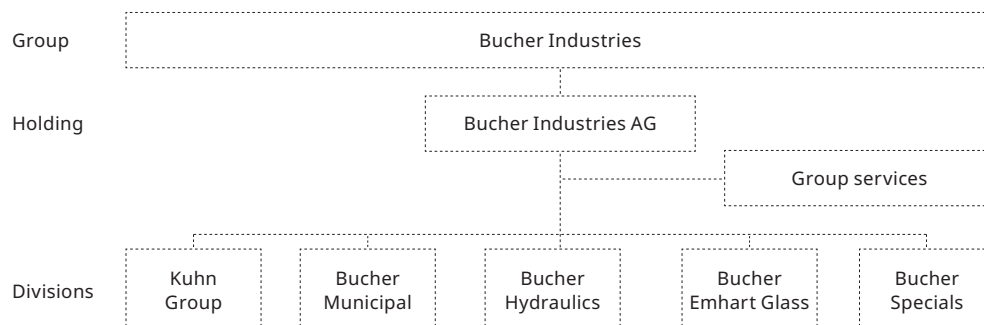 Group
Bucher Industries
Holding
Bucher Industries AG
Group services
Divisions
Kuhn
Group
Bucher
Municipal
Bucher
Hydraulics
Bucher
Emhart Glass
Bucher
Specials